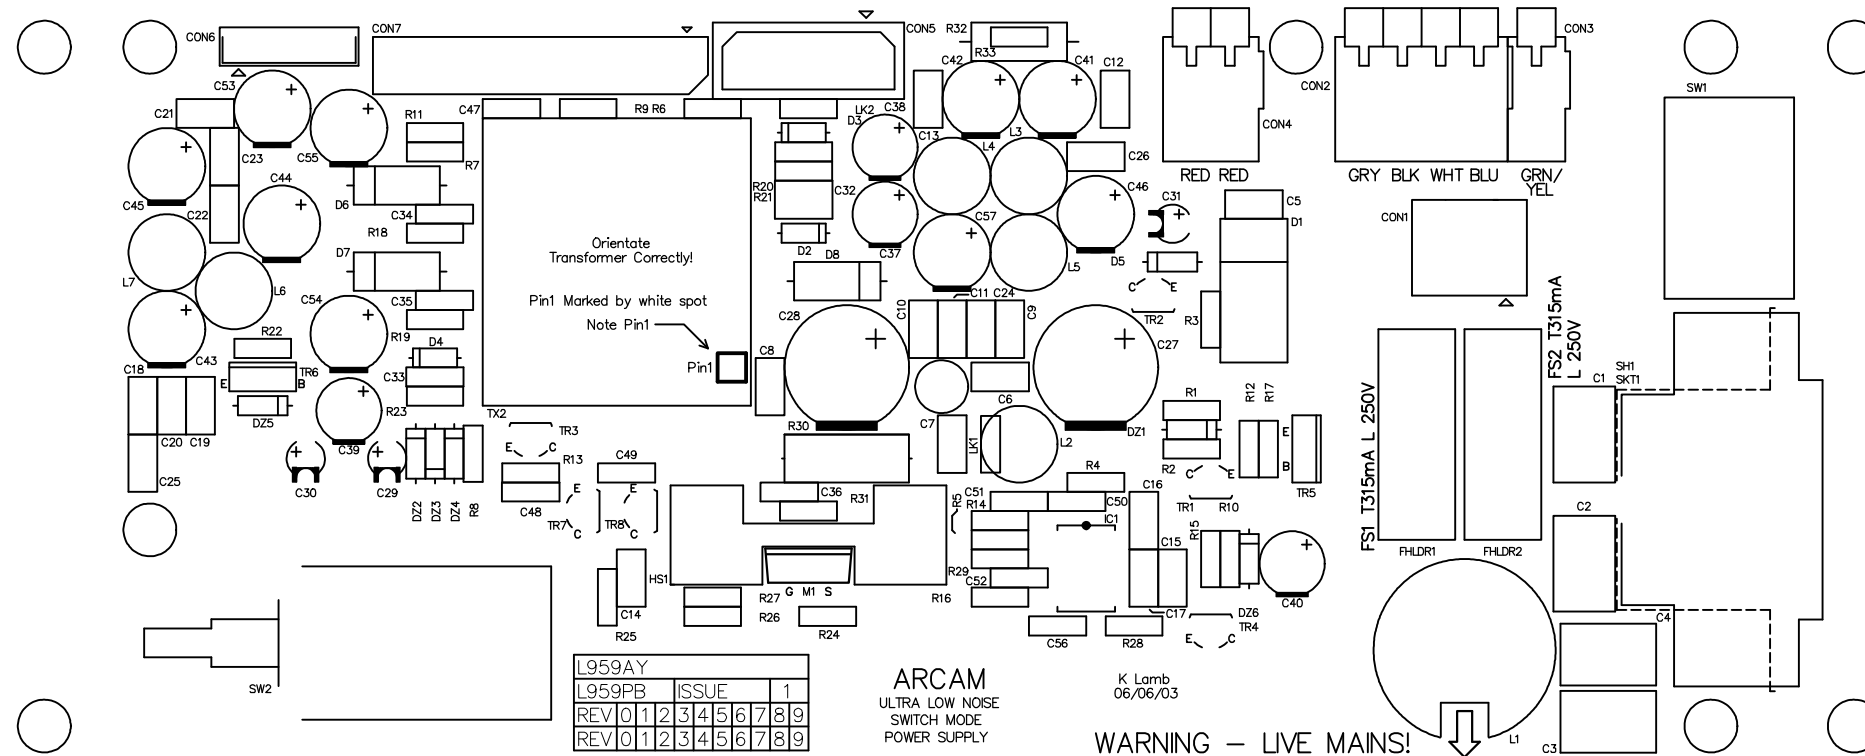 CON6
CON7
CON5
R32
R33
C42
C41
C12
CON3
CON2
CON4
SW1
C53
C21
C23
C55
R11
R7
C47
R9 R6
LK2
D3
C38
C13
L3
L4
C26
RED RED
GRY BLK WHT BLU
GRN/
YEL
C45
C22
C44
D6
C34
R18
D7
C35
R20
R21
C32
D2
D8
C37
C57
C46
C31
D5
L5
C5
D1
CON1
Orientate
Transformer Correctly!
Pin1 Marked by white spot
Note Pin1
Pin1
L7
L6
C54
C43
R22
R19
D4
C33
C18
E
TR6
B
DZ5
R23
C20 C19
C25
C39
C30
C29
DZ2
DZ3
DZ4
R8
TX2
TR3
E
C
R13
C48
C49
E
TR7
C
E
TR8
C
C28
C8
C10
C11 C24
C9
C27
C
E
TR2
R3
C6
C7
LK1
L2
DZ1
R30
R1
R2
R12
R17
E
B
TR5
C
E
TR1
R10
R4
C16
C50
C51
R14
R5
C36
R31
IC1
R15
C15
C17
C40
DZ6
TR4
E
C
R29
C52
R16
C56
R28
HS1
C14
R25
R27
R26
G M1 S
R24
FS1 T315mA L 250V
FS2 T315mA
L 250V
FHLDR1
FHLDR2
SH1
SKT1
C1
C2
C4
C3
L1
SW2
L959AY
L959PB ISSUE 1
REV 0 1 2 3 4 5 6 7 8 9
REV 0 1 2 3 4 5 6 7 8 9
ARCAM
ULTRA LOW NOISE
SWITCH MODE
POWER SUPPLY
K Lamb
06/06/03
WARNING – LIVE MAINS!